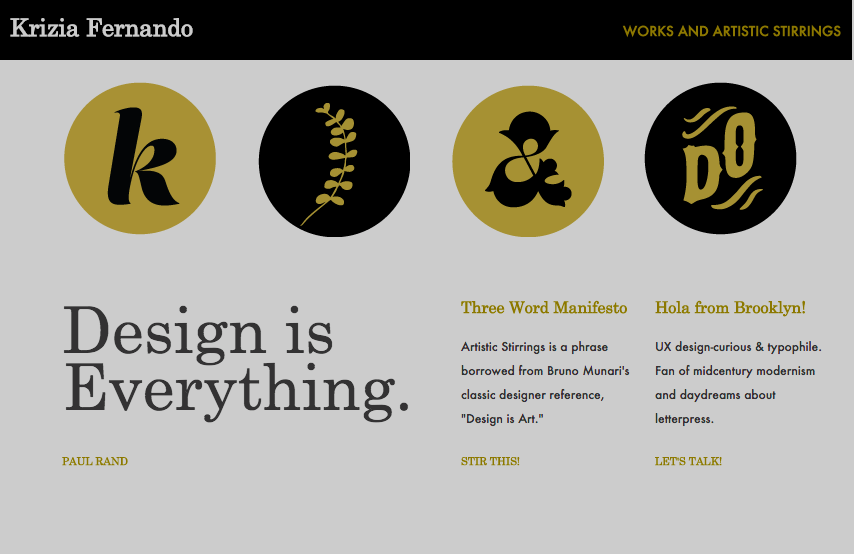 Krizia Fernando
WORKS AND ARTISTIC STIRRINGS
k
&
DO
Design is
Everything.
PAUL RAND
Three Word Manifesto
Artistic Stirrings is a phrase
borrowed from Bruno Munari's
classic designer reference,
"Design is Art."
STIR THIS!
Hola from Brooklyn!
UX design-curious & typophile.
Fan of midcentury modernism
and daydreams about
letterpress.
LET'S TALK!